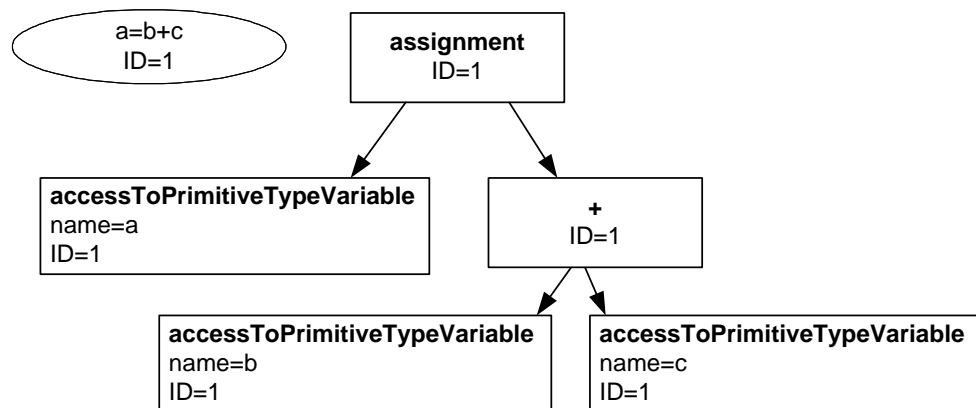 a=b+c
ID=1
assignment
ID=1
accessToPrimitiveTypeVariable
name=a
ID=1
+
ID=1
accessToPrimitiveTypeVariable
name=b
ID=1
accessToPrimitiveTypeVariable
name=c
ID=1